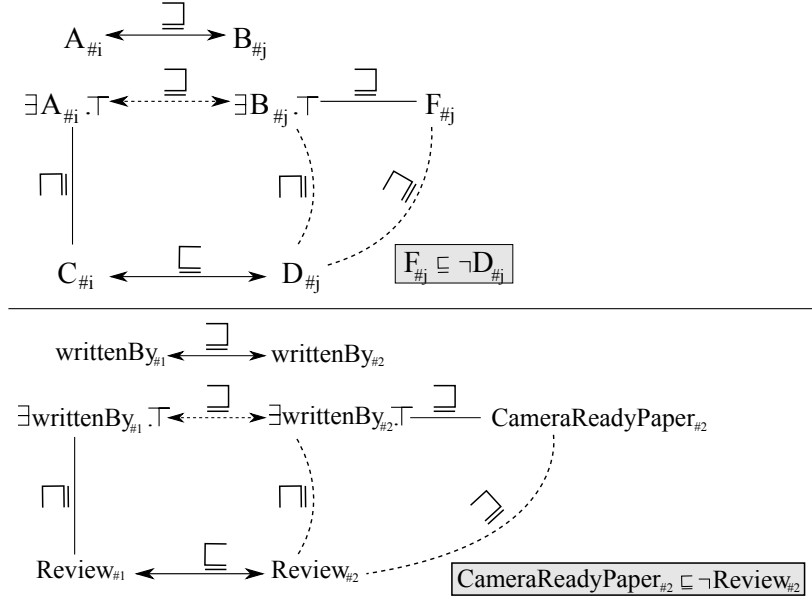 A#i ⊒ B#j
∃A#i.⊤ ⊒ ∃B#j.⊤ ⊒ F#j
⊑ ⊑ ⊑
C#i ⊑ D#j
F#j ⊑ ¬D#j
writtenBy#1 ⊒ writtenBy#2
∃writtenBy#1.⊤ ⊒ ∃writtenBy#2.⊤ ⊒ CameraReadyPaper#2
⊑ ⊑ ⊑
Review#1 ⊑ Review#2
CameraReadyPaper#2 ⊑ ¬Review#2